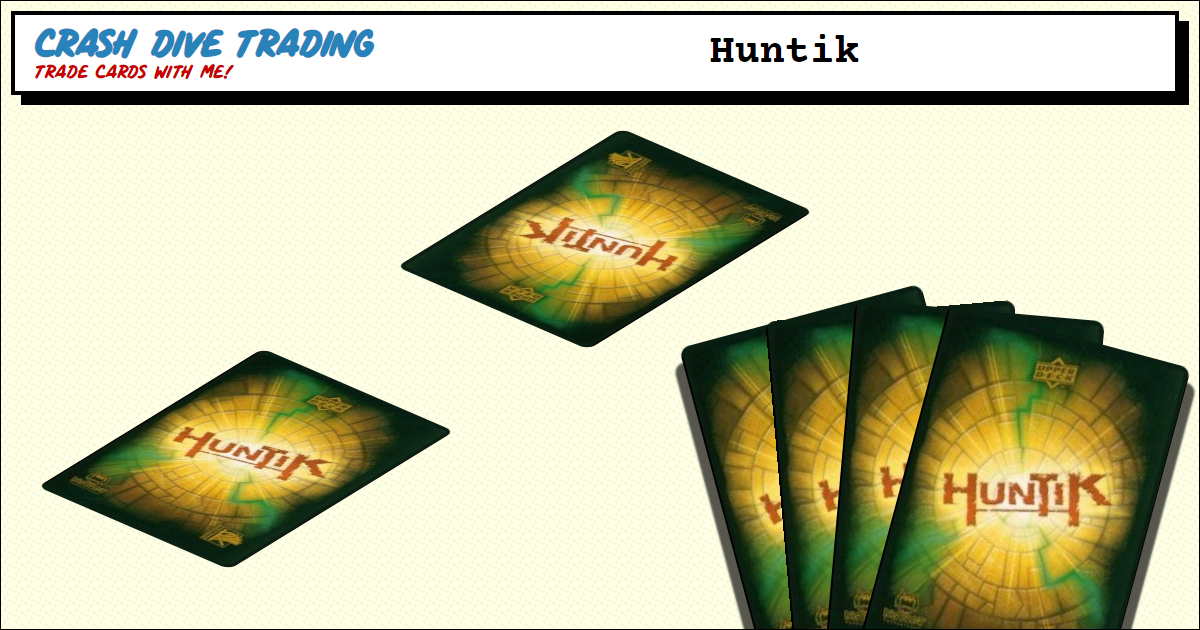 CRASH DIVE TRADING
TRADE CARDS WITH ME!
Huntik
HUNTIK
HUNTIK
UPPER
DECK
HUNTIK